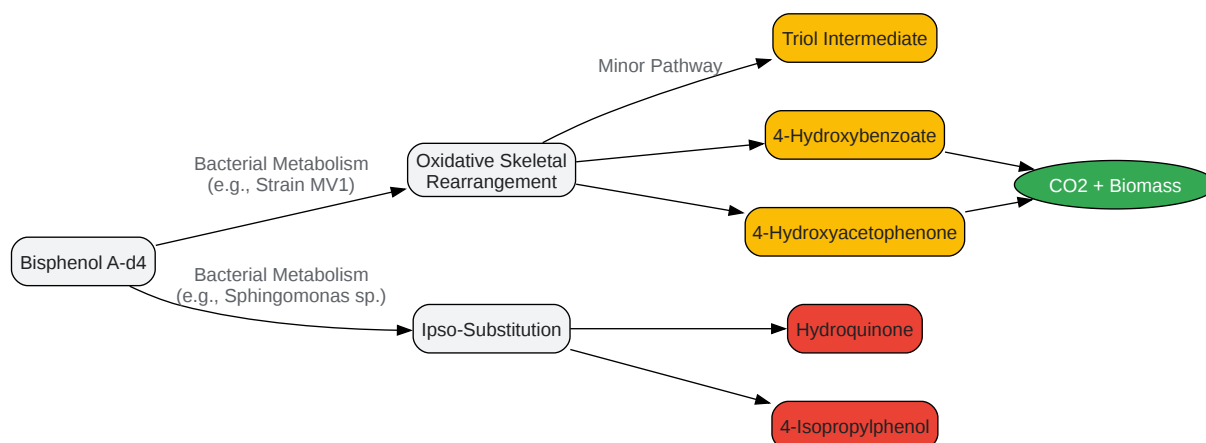 Triol Intermediate
Minor Pathway
4-Hydroxybenzoate
Bacterial Metabolism
(e.g., Strain MV1)
Oxidative Skeletal
Rearrangement
CO2 + Biomass
4-Hydroxyacetophenone
Bisphenol A-d4
Bacterial Metabolism
(e.g., Sphingomonas sp.)
Ipso-Substitution
Hydroquinone
4-Isopropylphenol